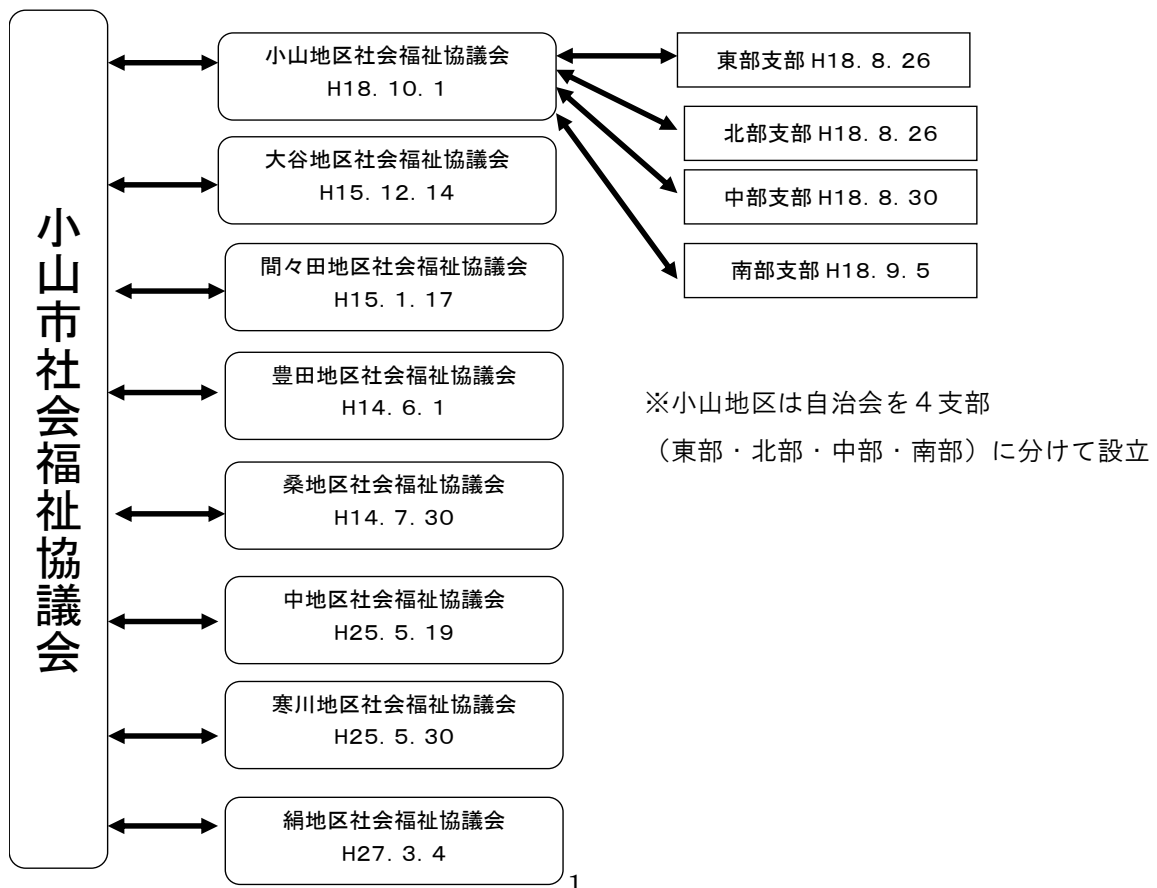 小山市社会福祉協議会
小山地区社会福祉協議会
H18.10.1
東部支部 H18.8.26
北部支部 H18.8.26
中部支部 H18.8.30
南部支部 H18.9.5
大谷地区社会福祉協議会
H15.12.14
間々田地区社会福祉協議会
H15.1.17
豊田地区社会福祉協議会
H14.6.1
※小山地区は自治会を4支部
（東部・北部・中部・南部）に分けて設立
桑地区社会福祉協議会
H14.7.30
中地区社会福祉協議会
H25.5.19
寒川地区社会福祉協議会
H25.5.30
絹地区社会福祉協議会
H27.3.4
1